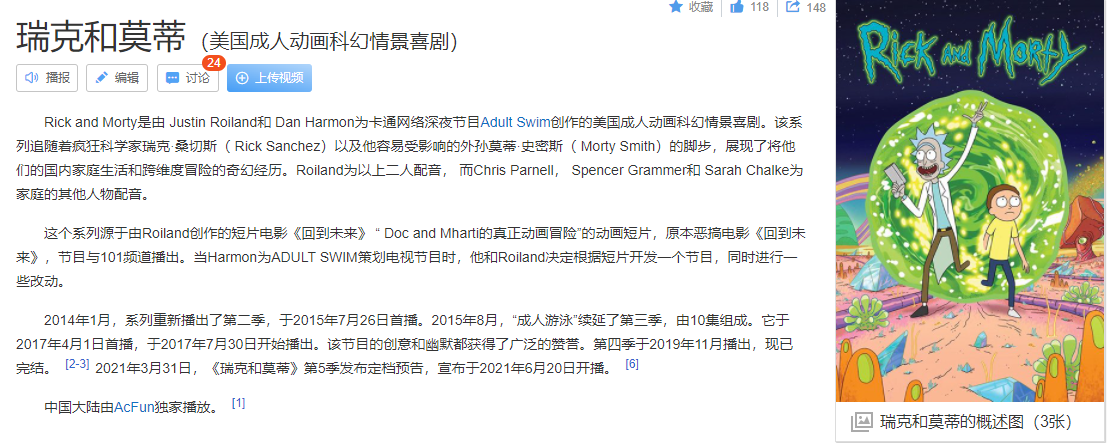 收藏
118
148
瑞克和莫蒂（美国成人动画科幻情景喜剧）
播报
编辑
讨论
24
上传视频
Rick and Morty是由 Justin Roiland和 Dan Harmon为卡通网络深夜节目Adult Swim创作的美国成人动画科幻情景喜剧。该系
列追随着疯狂科学家瑞克·桑切斯（ Rick Sanchez）以及他容易受影响的外孙莫蒂·史密斯（ Morty Smith）的脚步，展现了将他
们的国内家庭生活和跨维度冒险的奇幻经历。Roiland为以上二人配音， 而Chris Parnell， Spencer Grammer和 Sarah Chalke为
家庭的其他人物配音。
这个系列源于由Roiland创作的短片电影《回到未来》 “ Doc and Mharti的真正动画冒险”的动画短片，原本恶搞电影《回到未
来》，节目与101频道播出。当Harmon为ADULT SWIM策划电视节目时，他和Roiland决定根据短片开发一个节目，同时进行一
些改动。
2014年1月，系列重新播出了第二季，于2015年7月26日首播。2015年8月，“成人游泳”续延了第三季，由10集组成。它于
2017年4月1日首播，于2017年7月30日开始播出。该节目的创意和幽默都获得了广泛的赞誉。第四季于2019年11月播出，现已
完结。 [2-3] 2021年3月31日，《瑞克和莫蒂》第5季发布定档预告，宣布于2021年6月20日开播。 [6]
中国大陆由AcFun独家播放。 [1]
RICK AND MORTY
瑞克和莫蒂的概述图（3张）